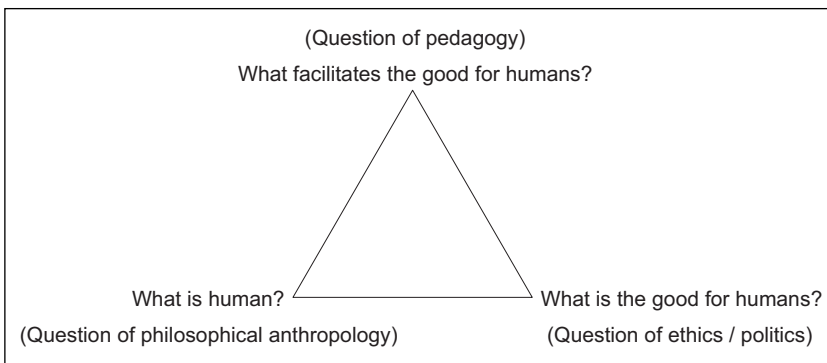 (Question of pedagogy)
What facilitates the good for humans?
What is human?
(Question of philosophical anthropology)
What is the good for humans?
(Question of ethics / politics)